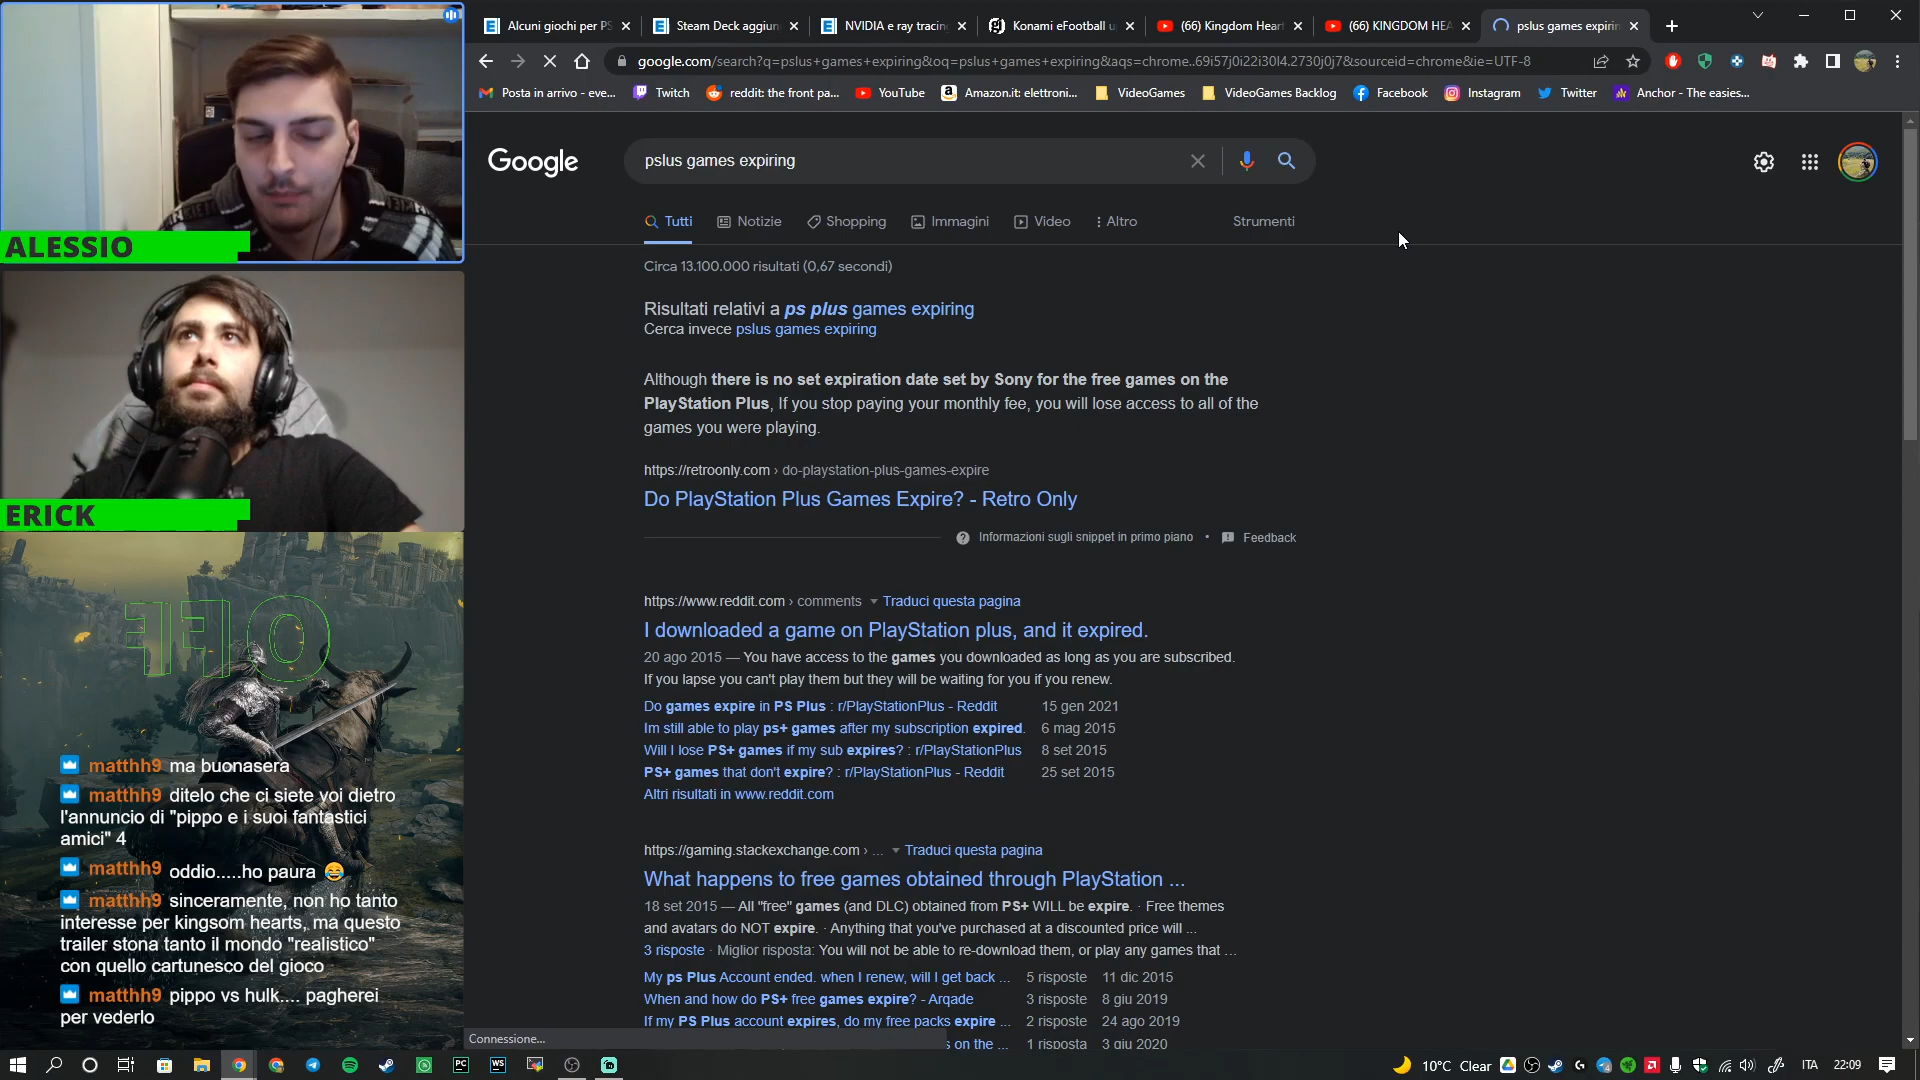 Alcuni giochi per PS
Steam Deck aggiun
NVIDIA e ray tracin
Konami eFootball u
(66) Kingdom Hear
(66) KINGDOM HEA
pslus games expirin
google.com/search?q=pslus+games+expiring&oq=pslus+games+expiring&aqs=chrome..69i57j0i22i30l4.2730j0j7&sourceid=chrome&ie=UTF-8
Posta in arrivo - eve...
Twitch
reddit: the front pa...
YouTube
Amazon.it: elettroni...
VideoGames
VideoGames Backlog
Facebook
Instagram
Twitter
Anchor - The easies...
Google
pslus games expiring
Tutti
Notizie
Shopping
Immagini
Video
Altro
Strumenti
Circa 13.100.000 risultati (0,67 secondi)
Risultati relativi a ps plus games expiring
Cerca invece pslus games expiring
Although there is no set expiration date set by Sony for the free games on the
PlayStation Plus, If you stop paying your monthly fee, you will lose access to all of the
games you were playing.
https://retroonly.com › do-playstation-plus-games-expire
Do PlayStation Plus Games Expire? - Retro Only
Informazioni sugli snippet in primo piano • Feedback
https://www.reddit.com › comments Traduci questa pagina
I downloaded a game on PlayStation plus, and it expired.
20 ago 2015 — You have access to the games you downloaded as long as you are subscribed.
If you lapse you can't play them but they will be waiting for you if you renew.
Do games expire in PS Plus : r/PlayStationPlus - Reddit 15 gen 2021
Im still able to play ps+ games after my subscription expired. 6 mag 2015
Will I lose PS+ games if my sub expires? : r/PlayStationPlus 8 set 2015
PS+ games that don't expire? : r/PlayStationPlus - Reddit 25 set 2015
Altri risultati in www.reddit.com
https://gaming.stackexchange.com › ... Traduci questa pagina
What happens to free games obtained through PlayStation ...
18 set 2015 — All "free" games (and DLC) obtained from PS+ WILL be expire. · Free themes
and avatars do NOT expire. · Anything that you've purchased at a discounted price will ...
3 risposte · Miglior risposta: You will not be able to re-download them, or play any games that ...
My ps Plus Account ended. when I renew, will I get back ... 5 risposte 11 dic 2015
When and how do PS+ free games expire? - Arqade 3 risposte 8 giu 2019
If my PS Plus account expires, do my free packs expire ... 2 risposte 24 ago 2019
s on the ... 1 risposta 3 giu 2020
Connessione...
ALESSIO
ERICK
OFF
matthh9 ma buonasera
matthh9 ditelo che ci siete voi dietro
l'annuncio di "pippo e i suoi fantastici
amici" 4
matthh9 oddio.....ho paura 😂
matthh9 sinceramente, non ho tanto
interesse per kingsom hearts, ma questo
trailer stona tanto il mondo "realistico"
con quello cartunesco del gioco
matthh9 pippo vs hulk.... pagherei
per vederlo
PC
WS
10°C Clear
ITA
22:09